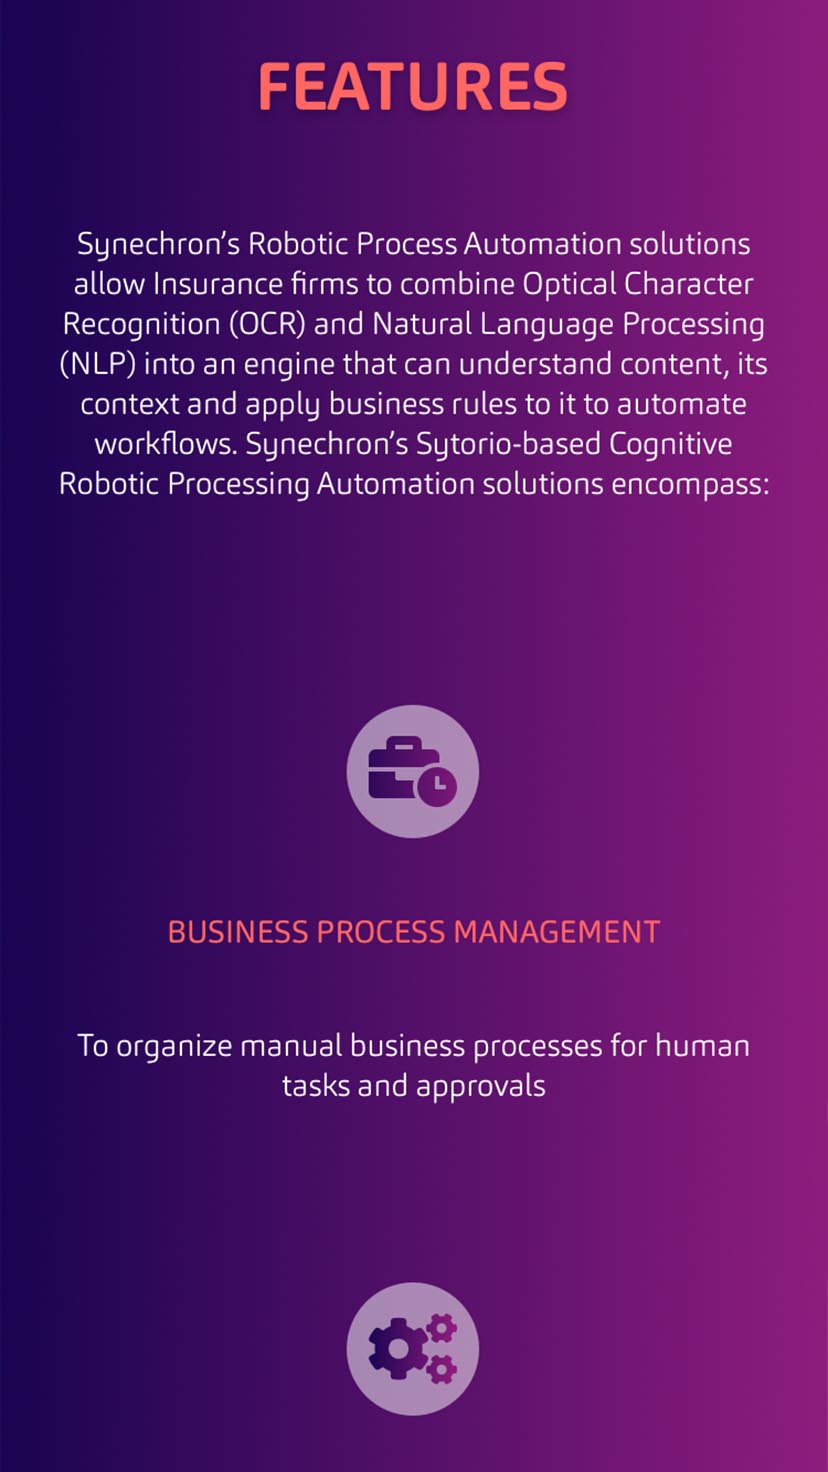 FEATURES
Synechron’s Robotic Process Automation solutions
allow Insurance firms to combine Optical Character
Recognition (OCR) and Natural Language Processing
(NLP) into an engine that can understand content, its
context and apply business rules to it to automate
workflows. Synechron’s Sytorio-based Cognitive
Robotic Processing Automation solutions encompass:
BUSINESS PROCESS MANAGEMENT
To organize manual business processes for human
tasks and approvals